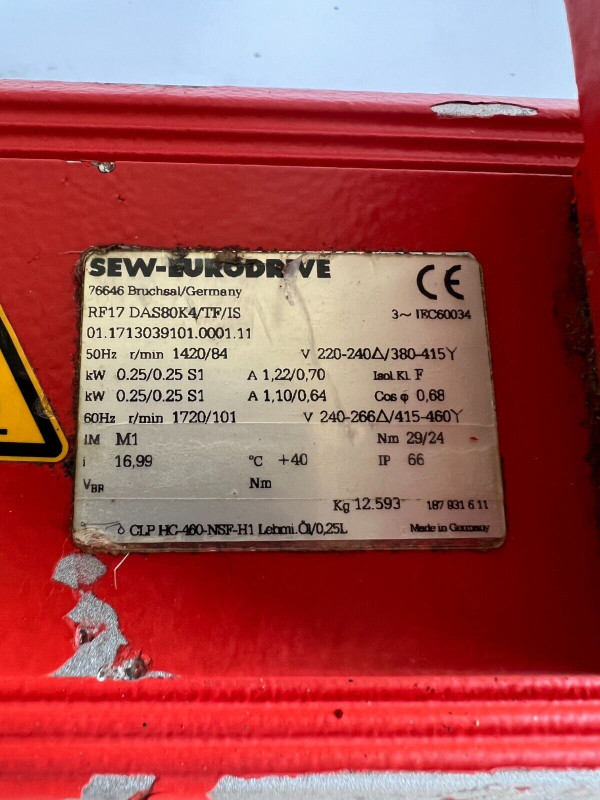 SEW-EURODRIVE
CE
76646 Bruchsal/Germany
RF17 DAS80K4/TF/IS 3~ IEC60034
01.1713039101.0001.11
50Hz r/min 1420/84 V 220-240Δ/380-415Y
kW 0.25/0.25 S1 A 1,22/0,70 Isol.Kl. F
kW 0.25/0.25 S1 A 1,10/0,64 Cos φ 0,68
60Hz r/min 1720/101 V 240-266Δ/415-460Y
IM M1 Nm 29/24
i 16,99 °C +40 IP 66
VBR Nm
Kg 12.593 187 931 6 11
CLP HC-460-NSF-H1 Lebmi.Öl/0,25L Made in Germany